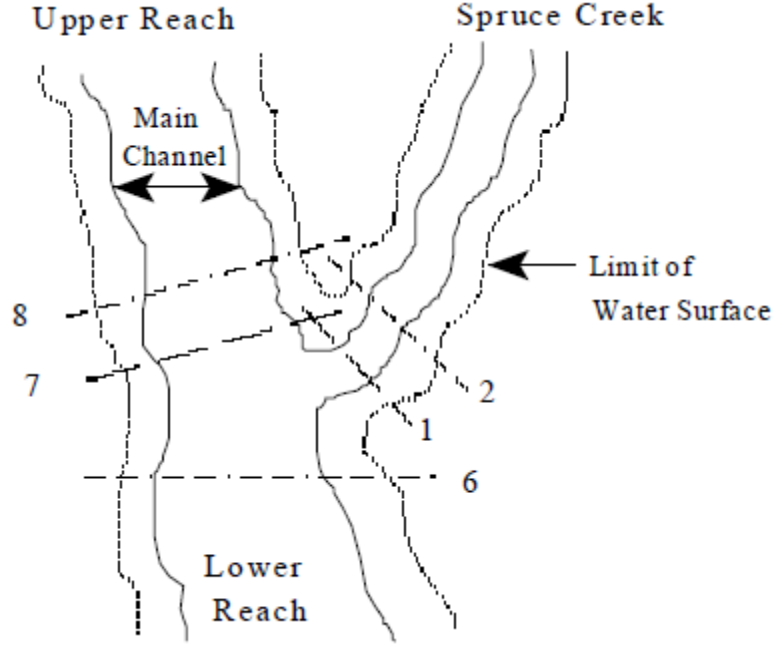 Upper Reach
Spruce Creek
Main
Channel
Limit of
Water Surface
8
7
2
1
6
Lower
Reach